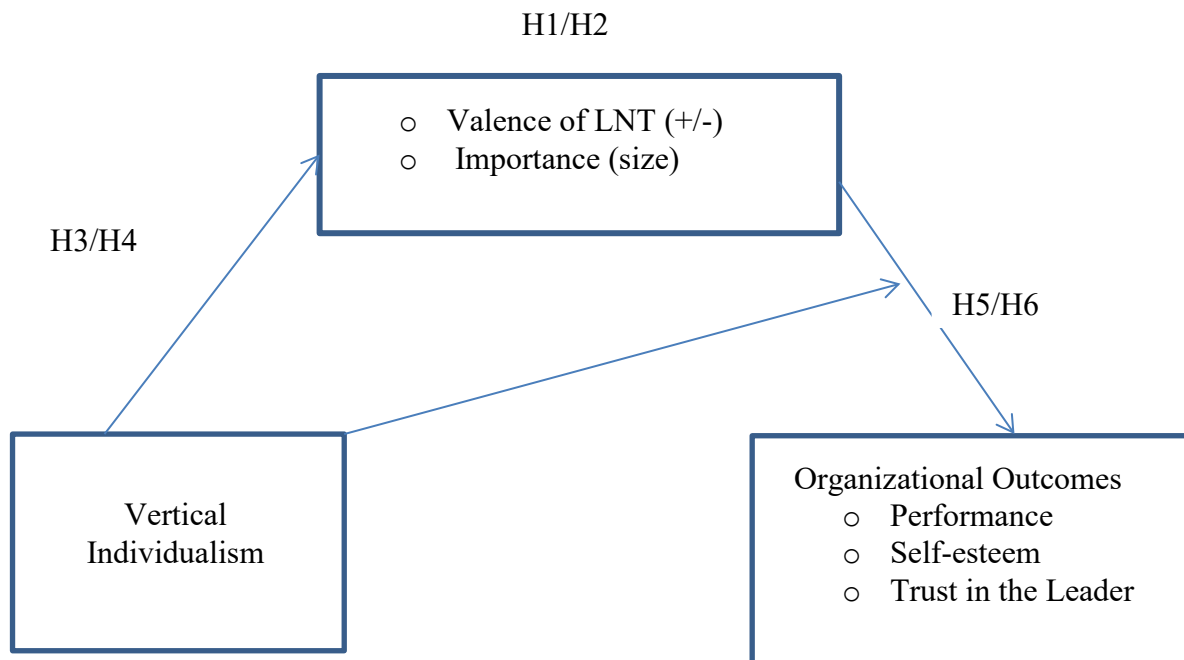 H1/H2
o Valence of LNT (+/-)
o Importance (size)
H3/H4
H5/H6
Vertical
Individualism
Organizational Outcomes
o Performance
o Self-esteem
o Trust in the Leader